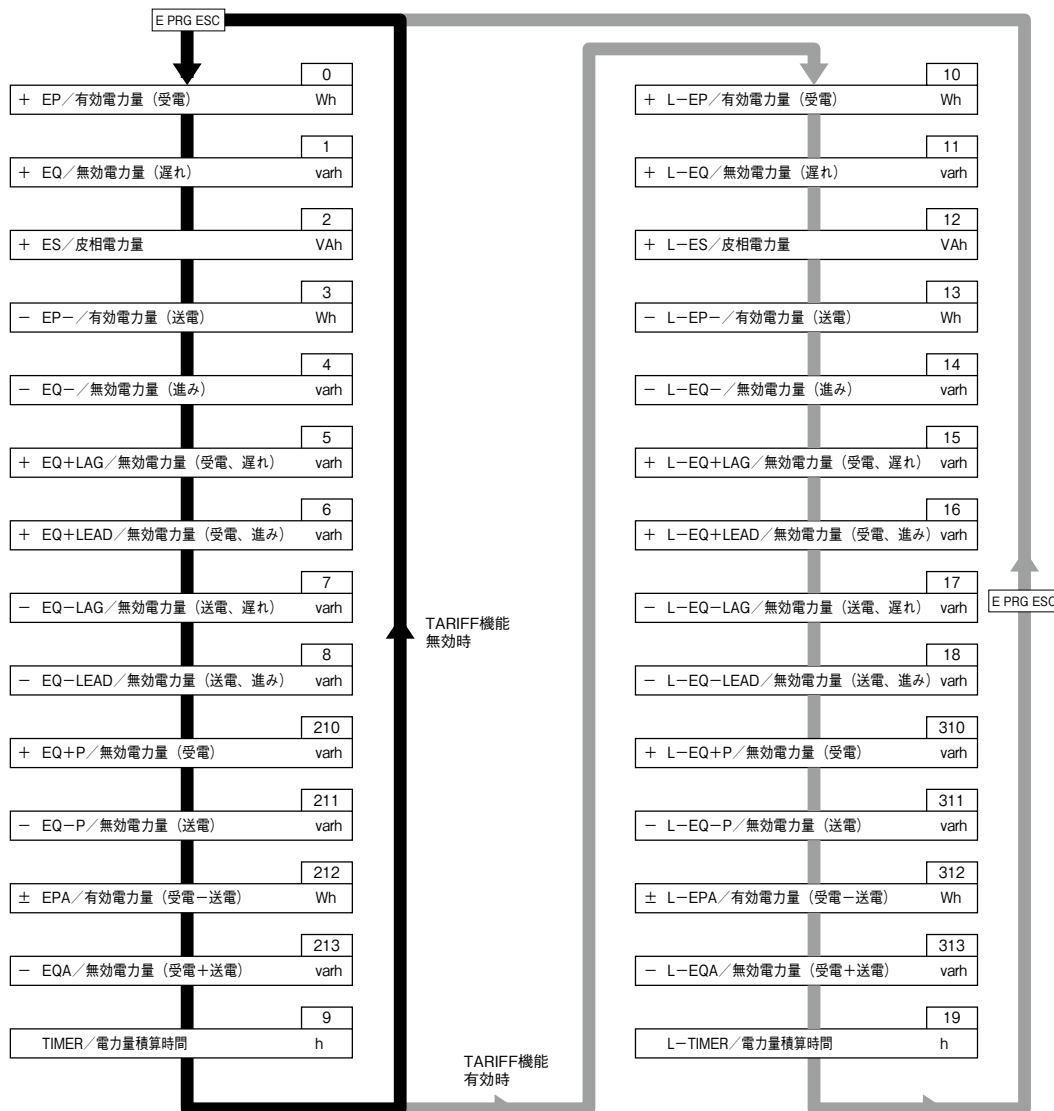 E PRG ESC
0
+ EP／有効電力量（受電） Wh
1
+ EQ／無効電力量（遅れ） varh
2
+ ES／皮相電力量 VAh
3
− EP−／有効電力量（送電） Wh
4
− EQ−／無効電力量（進み） varh
5
+ EQ+LAG／無効電力量（受電、遅れ） varh
6
+ EQ+LEAD／無効電力量（受電、進み） varh
7
− EQ−LAG／無効電力量（送電、遅れ） varh
8
− EQ−LEAD／無効電力量（送電、進み） varh
210
+ EQ+P／無効電力量（受電） varh
211
− EQ−P／無効電力量（送電） varh
212
± EPA／有効電力量（受電−送電） Wh
213
− EQA／無効電力量（受電+送電） varh
9
TIMER／電力量積算時間 h
TARIFF機能
無効時
TARIFF機能
有効時
10
+ L−EP／有効電力量（受電） Wh
11
+ L−EQ／無効電力量（遅れ） varh
12
+ L−ES／皮相電力量 VAh
13
− L−EP−／有効電力量（送電） Wh
14
− L−EQ−／無効電力量（進み） varh
15
+ L−EQ+LAG／無効電力量（受電、遅れ） varh
16
+ L−EQ+LEAD／無効電力量（受電、進み） varh
17
− L−EQ−LAG／無効電力量（送電、遅れ） varh
18
− L−EQ−LEAD／無効電力量（送電、進み） varh
310
+ L−EQ+P／無効電力量（受電） varh
311
− L−EQ−P／無効電力量（送電） varh
312
± L−EPA／有効電力量（受電−送電） Wh
313
− L−EQA／無効電力量（受電+送電） varh
19
L−TIMER／電力量積算時間 h
E PRG ESC